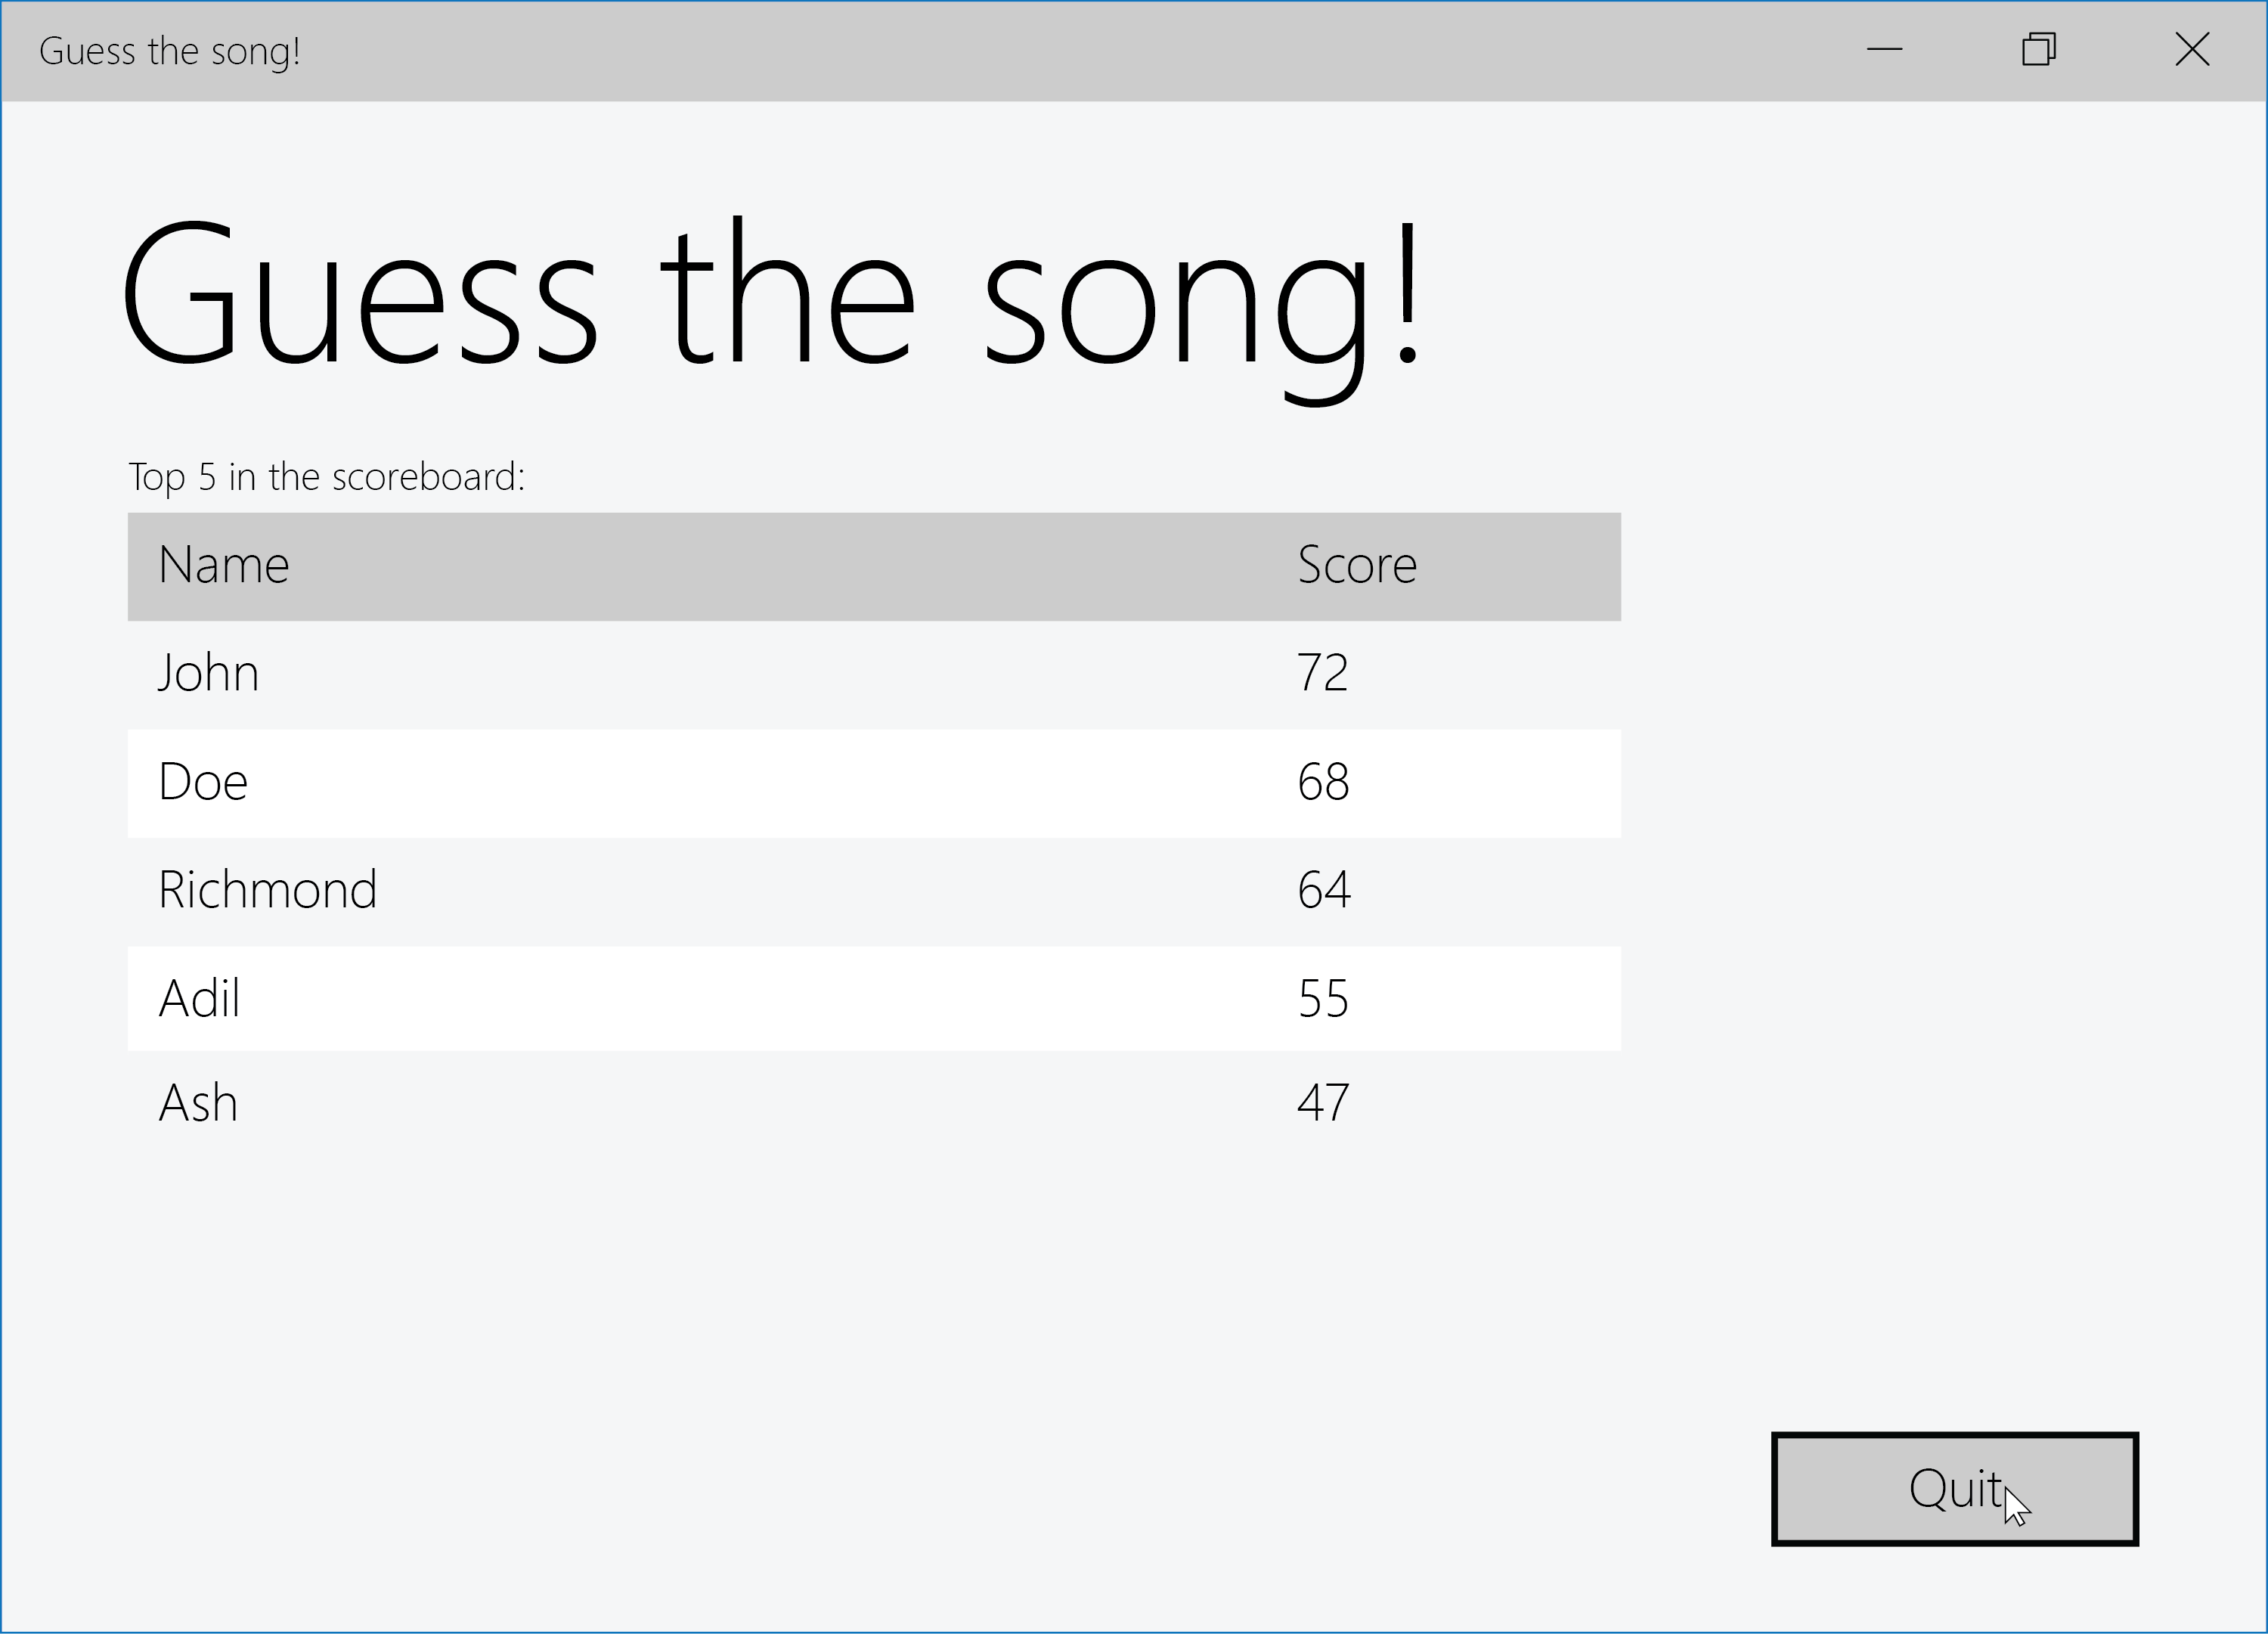 Guess the song!
Guess the song!
Top 5 in the scoreboard:
Name Score
John 72
Doe 68
Richmond 64
Adil 55
Ash 47
Quit